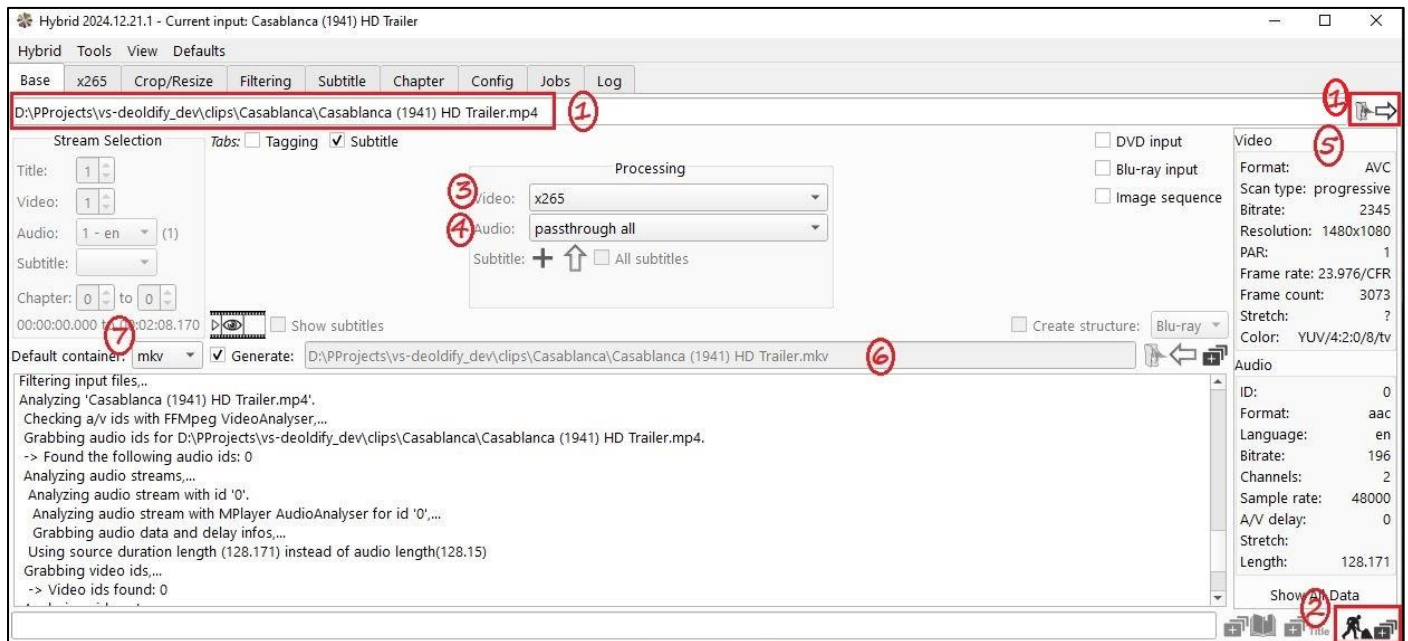 Hybrid 2024.12.21.1 - Current input: Casablanca (1941) HD Trailer
Hybrid Tools View Defaults
Base x265 Crop/Resize Filtering Subtitle Chapter Config Jobs Log
D:\PProjects\vs-deoldify_dev\clips\Casablanca\Casablanca (1941) HD Trailer.mp4 1 1
Stream Selection Tabs: Tagging Subtitle DVD input Video 5
Title: 1 Processing Blu-ray input Format: AVC
Video: 1 3 Video: x265 Image sequence Scan type: progressive
Bitrate: 2345
Audio: 1 - en (1) 4 Audio: passthrough all Resolution: 1480x1080
Subtitle: Subtitle: All subtitles PAR: 1
Frame rate: 23.976/CFR
Chapter: 0 to 0 Frame count: 3073
00:00:00.000 to 00:02:08.170 Show subtitles Create structure: Blu-ray Stretch: ?
7 Color: YUV/4:2:0/8/tv
Default container: mkv Generate: D:\PProjects\vs-deoldify_dev\clips\Casablanca\Casablanca (1941) HD Trailer.mkv 6
Audio
Filtering input files,..
Analyzing 'Casablanca (1941) HD Trailer.mp4'.
Checking a/v ids with FFMpeg VideoAnalyser,...
Grabbing audio ids for D:\PProjects\vs-deoldify_dev\clips\Casablanca\Casablanca (1941) HD Trailer.mp4.
-> Found the following audio ids: 0
Analyzing audio streams,...
Analyzing audio stream with id '0'.
Analyzing audio stream with MPlayer AudioAnalyser for id '0',...
Grabbing audio data and delay infos,...
Using source duration length (128.171) instead of audio length(128.15)
Grabbing video ids,...
-> Video ids found: 0
ID: 0
Format: aac
Language: en
Bitrate: 196
Channels: 2
Sample rate: 48000
A/V delay: 0
Stretch:
Length: 128.171
Show All Data
2
Title